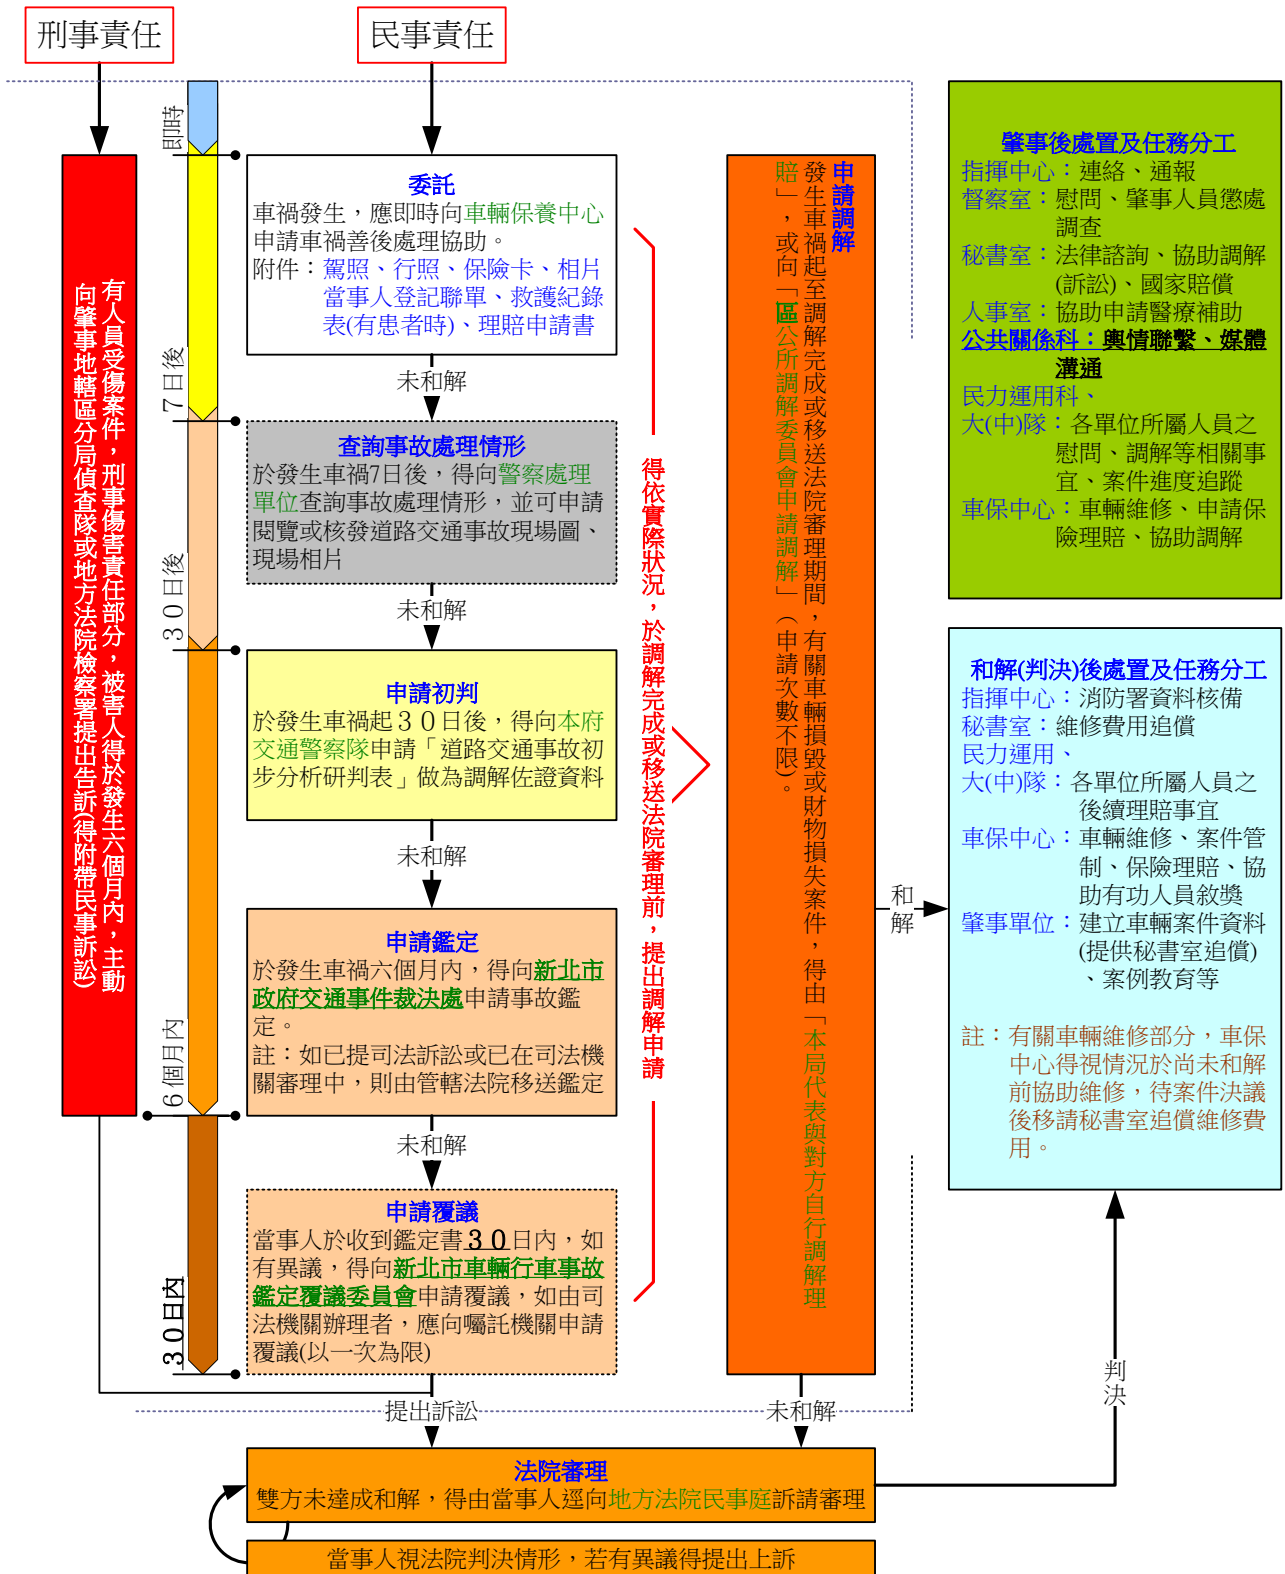 刑事責任
民事責任
即時
7日後
30日後
6個月內
30日內
有人員受傷案件，刑事傷害責任部分，被害人得於發生六個月內，主動
向肇事地轄區分局偵查隊或地方法院檢察署提出告訴(得附帶民事訴訟)
委託
車禍發生，應即時向車輛保養中心
申請車禍善後處理協助。
附件：駕照、行照、保險卡、相片
當事人登記聯單、救護紀錄
表(有患者時)、理賠申請書
未和解
查詢事故處理情形
於發生車禍7日後，得向警察處理
單位查詢事故處理情形，並可申請
閱覽或核發道路交通事故現場圖、
現場相片
未和解
申請初判
於發生車禍起30日後，得向本府
交通警察隊申請「道路交通事故初
步分析研判表」做為調解佐證資料
未和解
申請鑑定
於發生車禍六個月內，得向新北市
政府交通事件裁決處申請事故鑑
定。
註：如已提司法訴訟或已在司法機
關審理中，則由管轄法院移送鑑定
未和解
申請覆議
當事人於收到鑑定書30日內，如
有異議，得向新北市車輛行車事故
鑑定覆議委員會申請覆議，如由司
法機關辦理者，應向囑託機關申請
覆議(以一次為限)
提出訴訟
得依實際狀況，於調解完成或移送法院審理前，提出調解申請
申請調解
發生車禍起至調解完成或移送法院審理期間，有關車輛損毀或財物損失案件，得由「本局代表與對方自行調解理
賠」，或向「區公所調解委員會申請調解」（申請次數不限）。
未和解
和解
肇事後處置及任務分工
指揮中心：連絡、通報
督察室：慰問、肇事人員懲處
調查
秘書室：法律諮詢、協助調解
(訴訟)、國家賠償
人事室：協助申請醫療補助
公共關係科：輿情聯繫、媒體
溝通
民力運用科、
大(中)隊：各單位所屬人員之
慰問、調解等相關事
宜、案件進度追蹤
車保中心：車輛維修、申請保
險理賠、協助調解
和解(判決)後處置及任務分工
指揮中心：消防署資料核備
秘書室：維修費用追償
民力運用、
大(中)隊：各單位所屬人員之
後續理賠事宜
車保中心：車輛維修、案件管
制、保險理賠、協
助有功人員敘獎
肇事單位：建立車輛案件資料
(提供秘書室追償)
、案例教育等
註：有關車輛維修部分，車保
中心得視情況於尚未和解
前協助維修，待案件決議
後移請秘書室追償維修費
用。
判決
法院審理
雙方未達成和解，得由當事人逕向地方法院民事庭訴請審理
當事人視法院判決情形，若有異議得提出上訴